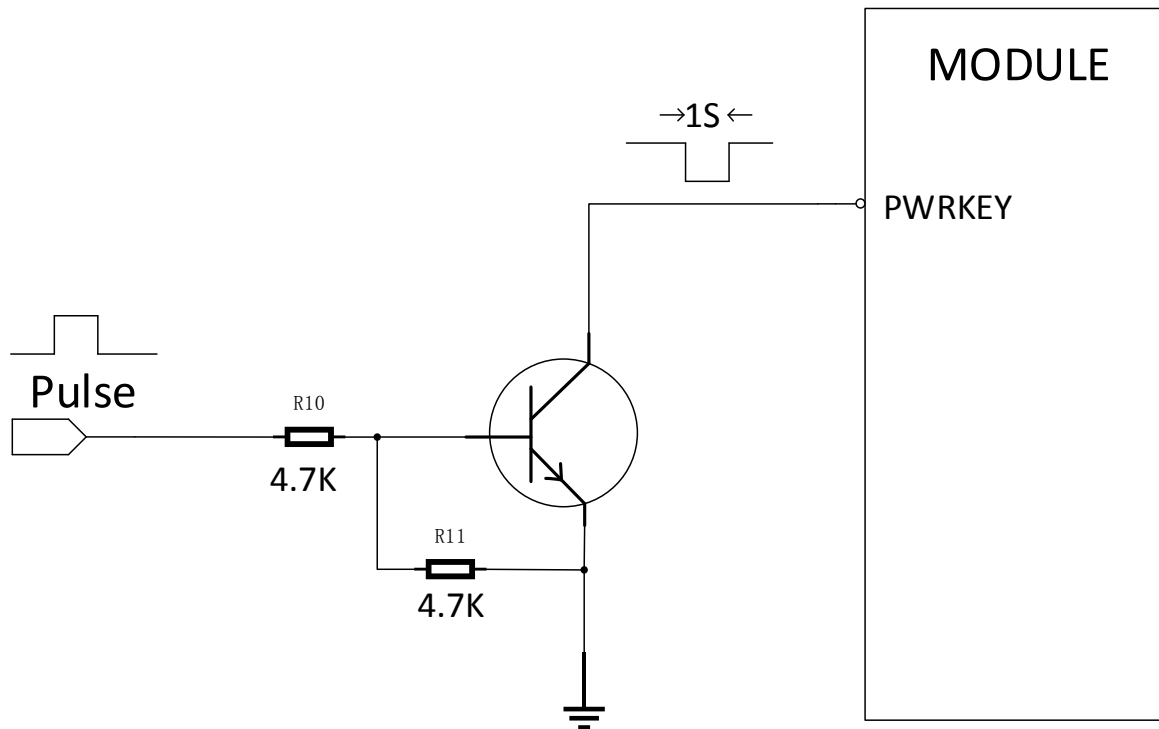 MODULE
→1S←
PWRKEY
Pulse
R10
4.7K
R11
4.7K